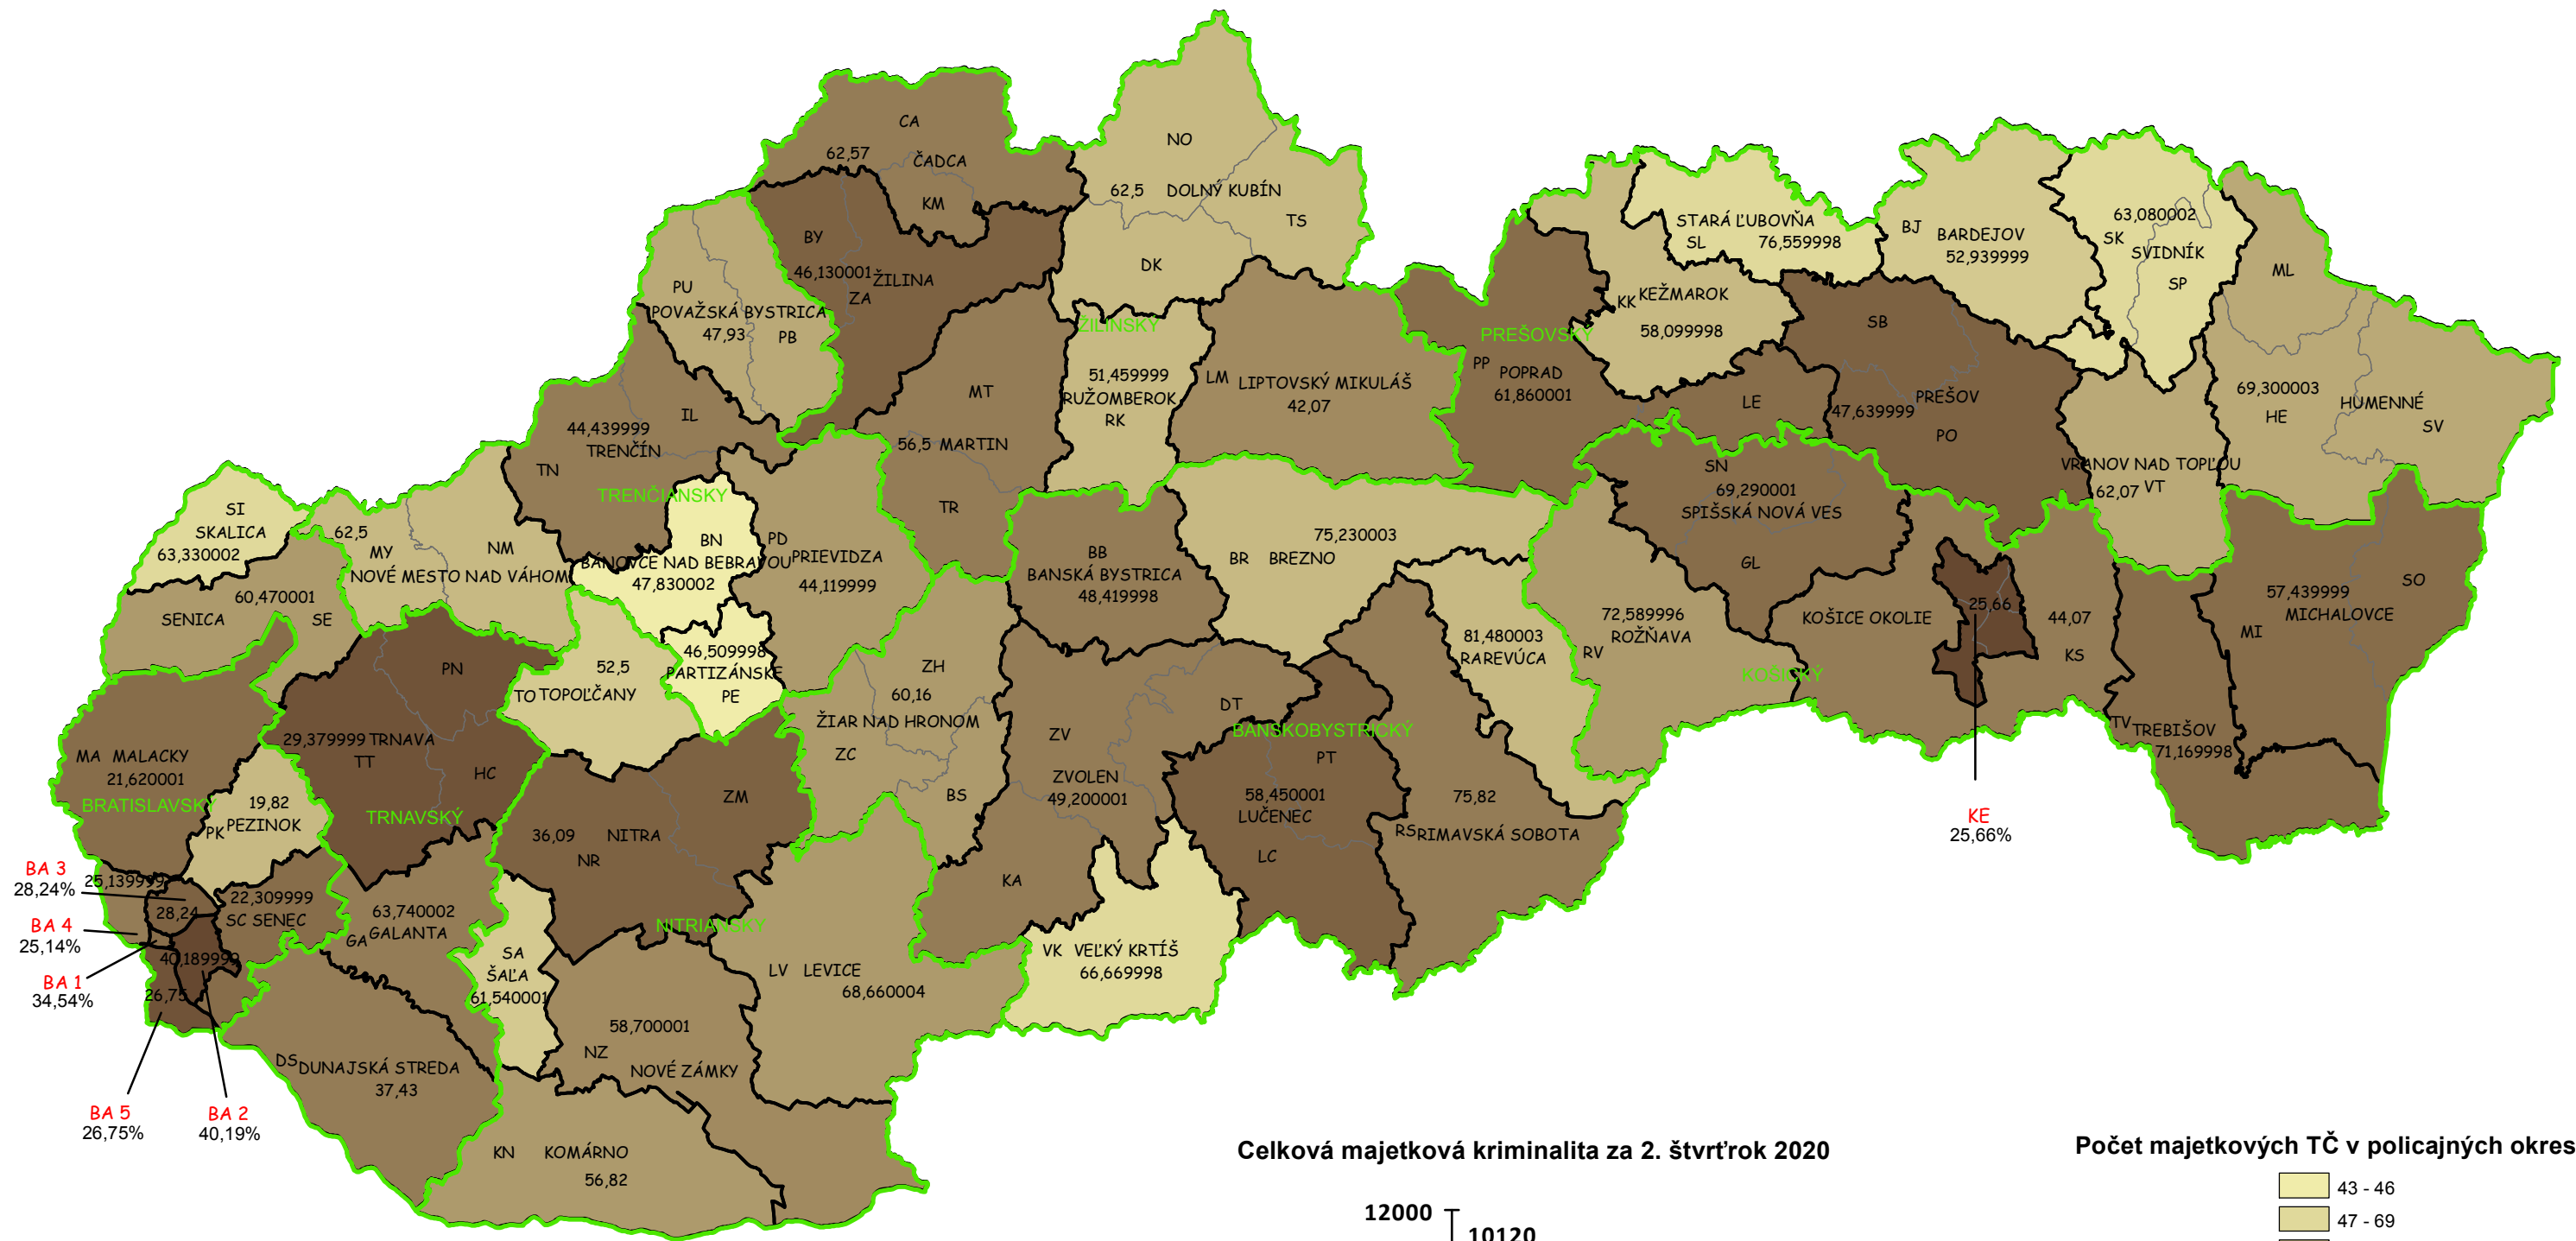 CA
62,57
ČADCA
KM
NO
62,5 DOLNÝ KUBÍN
TS
DK
BY
46,130001
ŽILINA
ZA
PU
POVAŽSKÁ BYSTRICA
47,93
PB
ŽILINSKÝ
51,459999
RUŽOMBEROK
RK
LM LIPTOVSKÝ MIKULÁŠ
42,07
MT
56,5 MARTIN
TR
IL
44,439999
TRENČÍN
TN
TRENČIANSKY
STARÁ ĽUBOVŇA
SL 76,559998
KK KEŽMAROK
58,099998
PREŠOVSKÝ
PP
POPRAD
61,860001
LE
BJ
BARDEJOV
52,939999
63,080002
SK
SVIDNÍK
SP
ML
SB
47,639999
PREŠOV
PO
69,300003
HE
HUMENNÉ
SV
VRANOV NAD TOPĽOU
62,07 VT
SN
69,290001
SPIŠSKÁ NOVÁ VES
GL
SI
SKALICA
63,330002
62,5
MY
NM
NOVÉ MESTO NAD VÁHOM
BN
BÁNOVCE NAD BEBRAVOU
47,830002
PD
PRIEVIDZA
44,119999
60,470001
SENICA
SE
46,509998
PARTIZÁNSKE
PE
52,5
TO TOPOĽČANY
BB
BANSKÁ BYSTRICA
48,419998
75,230003
BR BREZNO
81,480003
RAREVÚCA
72,589996
ROŽŇAVA
RV
KOŠICKÝ
KOŠICE OKOLIE
25,66
44,07
KS
57,439999
MICHALOVCE
MI
SO
TV
TREBIŠOV
71,169998
KE
25,66%
PN
29,379999 TRNAVA
TT
HC
TRNAVSKÝ
MA MALACKY
21,620001
BRATISLAVSKÝ
19,82
PK PEZINOK
ZH
60,16
ŽIAR NAD HRONOM
ZC
BS
ZV
DT
ZVOLEN
49,200001
KA
BANSKOBYSTRICKÝ
PT
58,450001
LUČENEC
LC
75,82
RS RIMAVSKÁ SOBOTA
ZM
36,09 NITRA
NR
NITRIANSKY
BA 3
28,24%
25,139999
28,24
22,309999
SC SENEC
BA 4
25,14%
BA 1
34,54%
40,189999
26,75
BA 5
26,75%
BA 2
40,19%
63,740002
GA GALANTA
SA
ŠAĽA
61,540001
LV LEVICE
68,660004
VK VEĽKÝ KRTÍŠ
66,669998
58,700001
NZ
NOVÉ ZÁMKY
DS DUNAJSKÁ STREDA
37,43
KN KOMÁRNO
56,82
Celková majetková kriminalita za 2. štvrťrok 2020
12000
10120
Počet majetkových TČ v policajných okres
43 - 46
47 - 69